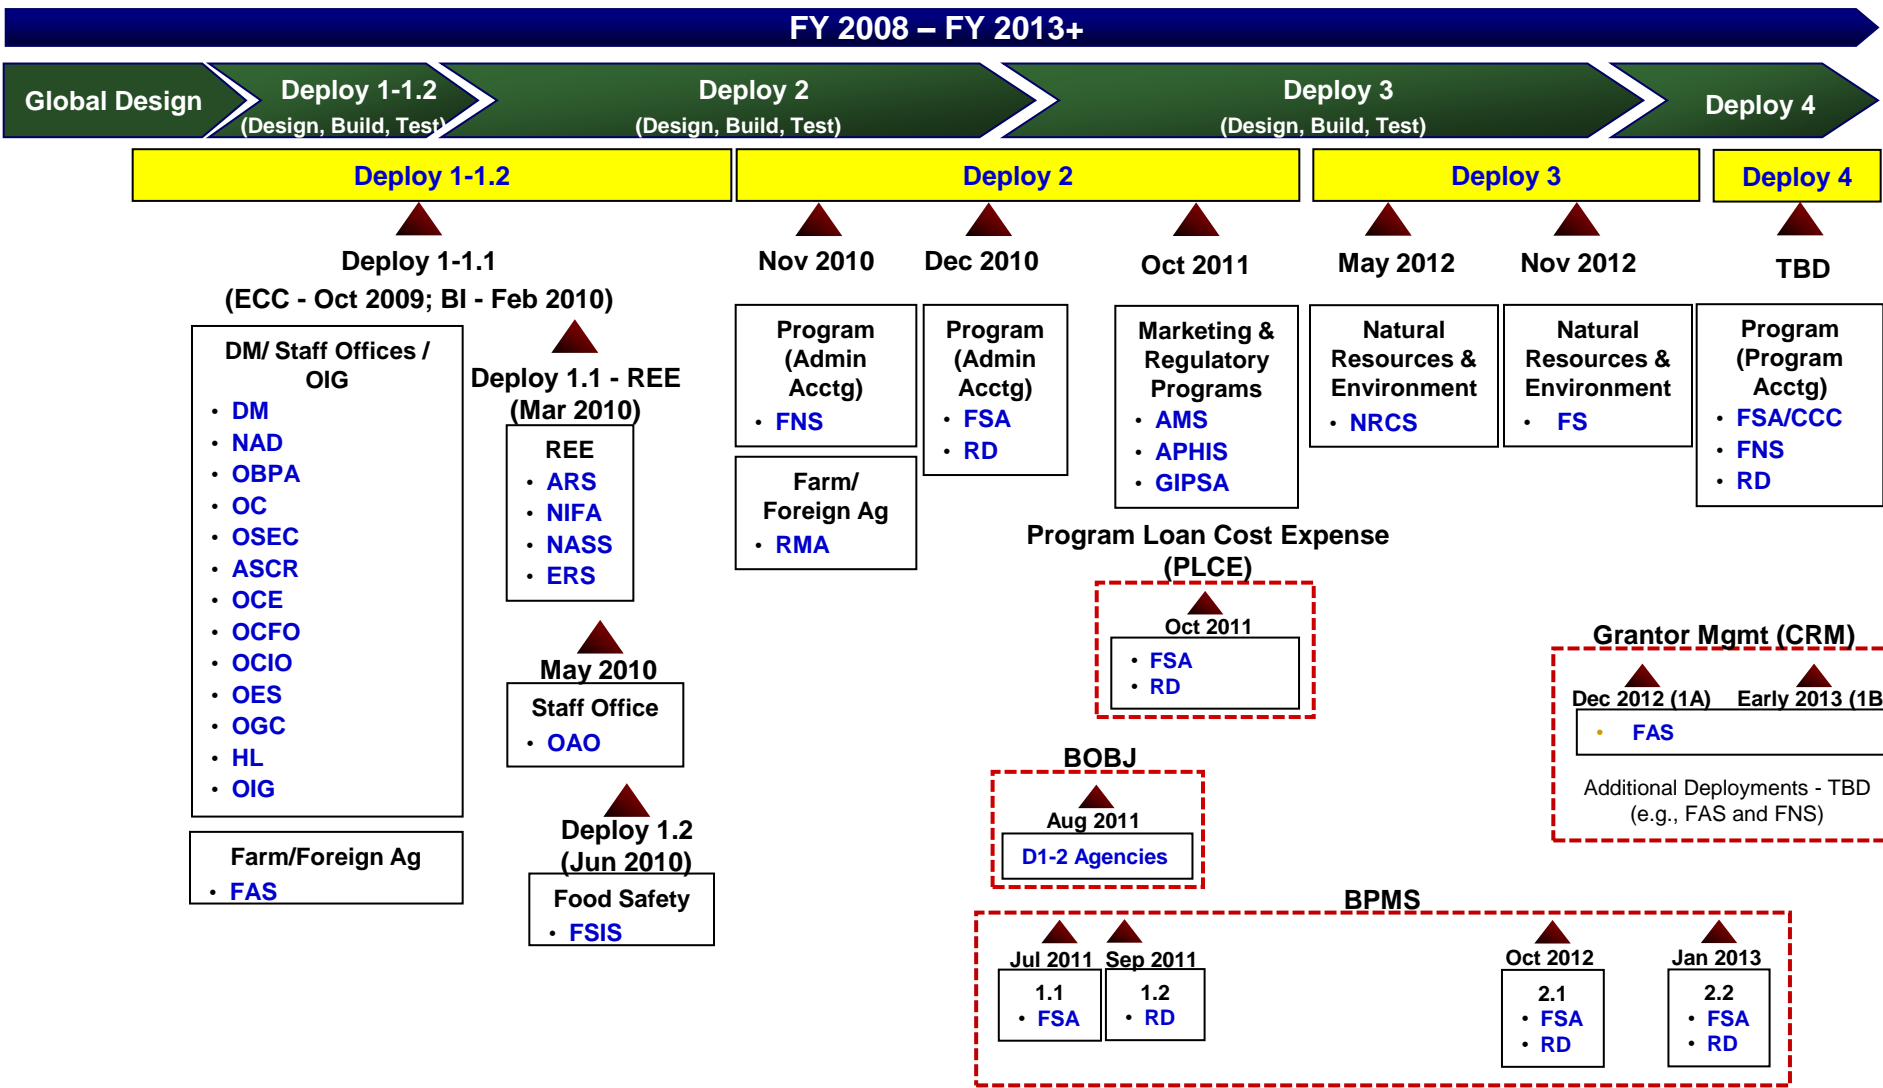 FY 2008 – FY 2013+
Global Design
Deploy 1-1.2
(Design, Build, Test)
Deploy 2
(Design, Build, Test)
Deploy 3
(Design, Build, Test)
Deploy 4
Deploy 1-1.2
Deploy 2
Deploy 3
Deploy 4
Deploy 1-1.1
(ECC - Oct 2009; BI - Feb 2010)
DM/ Staff Offices /
OIG
• DM
• NAD
• OBPA
• OC
• OSEC
• ASCR
• OCE
• OCFO
• OCIO
• OES
• OGC
• HL
• OIG
Farm/Foreign Ag
• FAS
Deploy 1.1 - REE
(Mar 2010)
REE
• ARS
• NIFA
• NASS
• ERS
May 2010
Staff Office
• OAO
Deploy 1.2
(Jun 2010)
Food Safety
• FSIS
Nov 2010
Program
(Admin
Acctg)
• FNS
Farm/
Foreign Ag
• RMA
Dec 2010
Program
(Admin
Acctg)
• FSA
• RD
Oct 2011
Marketing &
Regulatory
Programs
• AMS
• APHIS
• GIPSA
May 2012
Natural
Resources &
Environment
• NRCS
Nov 2012
Natural
Resources &
Environment
• FS
TBD
Program
(Program
Acctg)
• FSA/CCC
• FNS
• RD
Program Loan Cost Expense
(PLCE)
Oct 2011
• FSA
• RD
BOBJ
Aug 2011
D1-2 Agencies
Grantor Mgmt (CRM)
Dec 2012 (1A)
Early 2013 (1B
• FAS
Additional Deployments - TBD
(e.g., FAS and FNS)
BPMS
Jul 2011
1.1
• FSA
Sep 2011
1.2
• RD
Oct 2012
2.1
• FSA
• RD
Jan 2013
2.2
• FSA
• RD